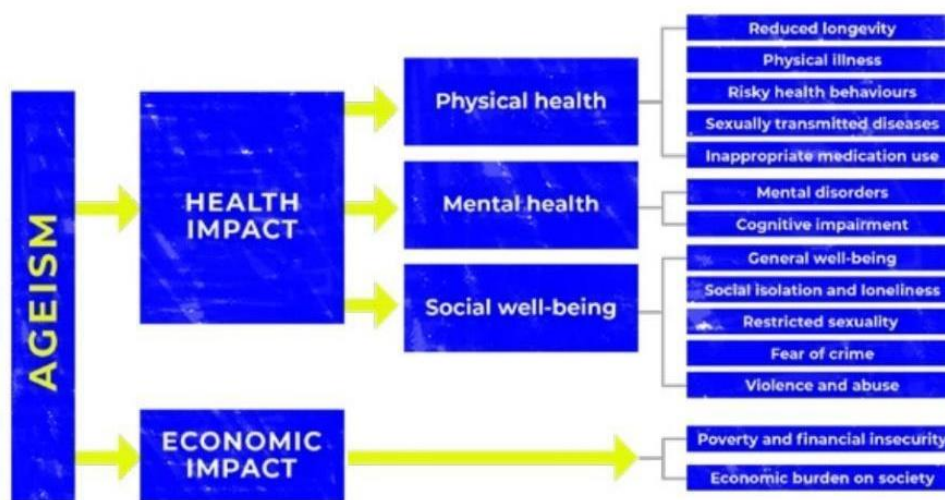 AGEISM
HEALTH
IMPACT
Physical health
Reduced longevity
Physical illness
Risky health behaviours
Sexually transmitted diseases
Inappropriate medication use
Mental health
Mental disorders
Cognitive impairment
Social well-being
General well-being
Social isolation and loneliness
Restricted sexuality
Fear of crime
Violence and abuse
ECONOMIC
IMPACT
Poverty and financial insecurity
Economic burden on society